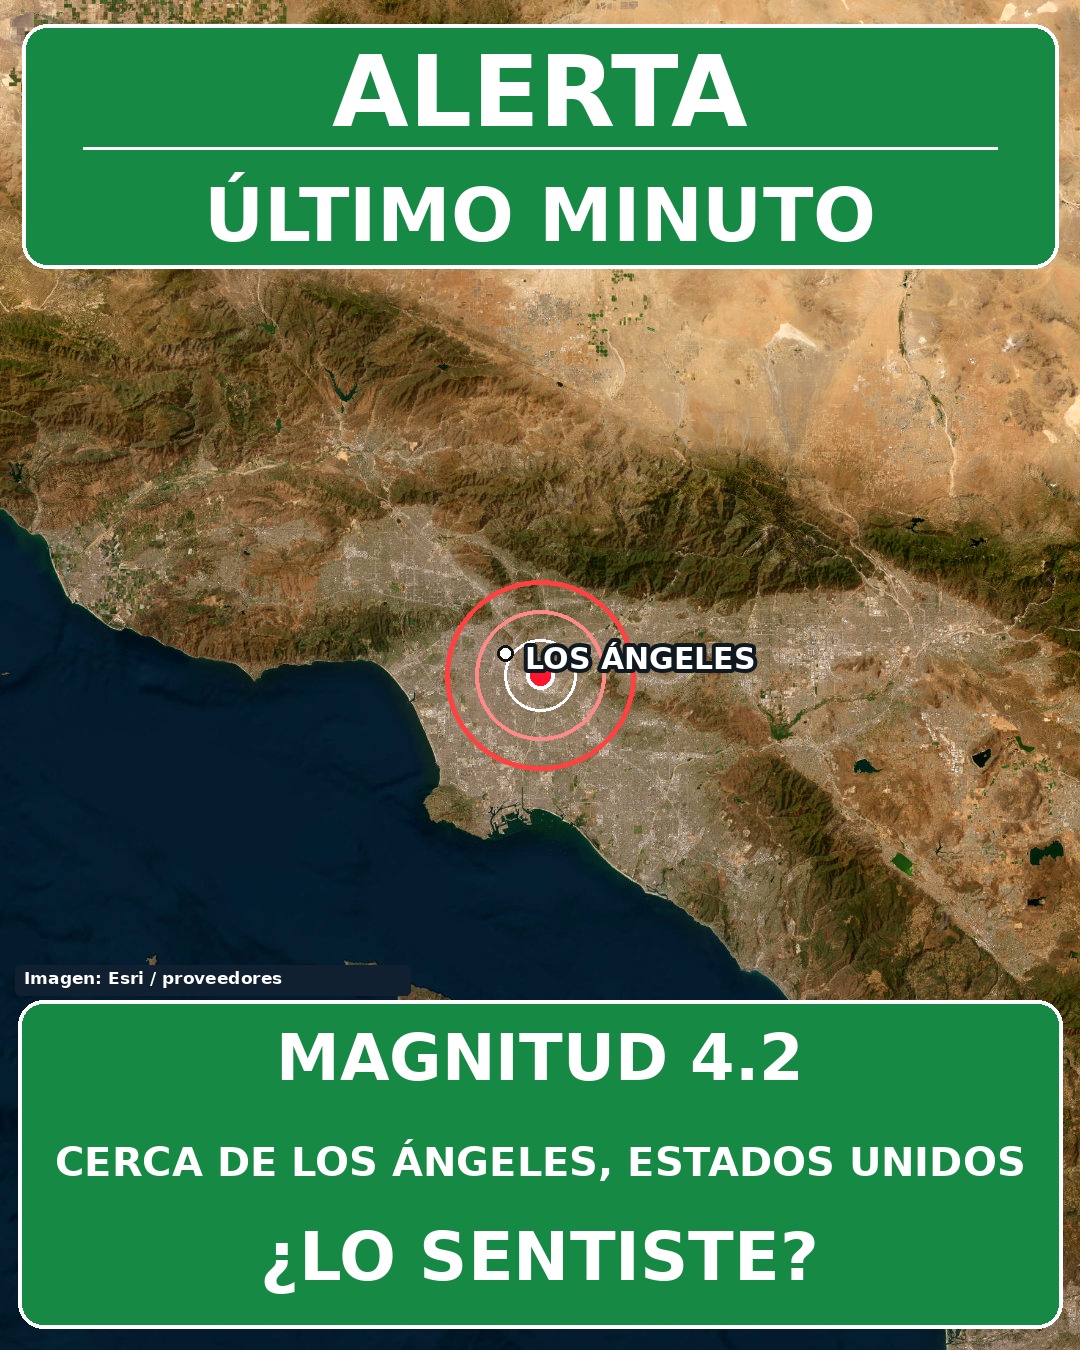 ALERTA
ÚLTIMO MINUTO
LOS ÁNGELES
Imagen: Esri / proveedores
MAGNITUD 4.2
CERCA DE LOS ÁNGELES, ESTADOS UNIDOS
¿LO SENTISTE?